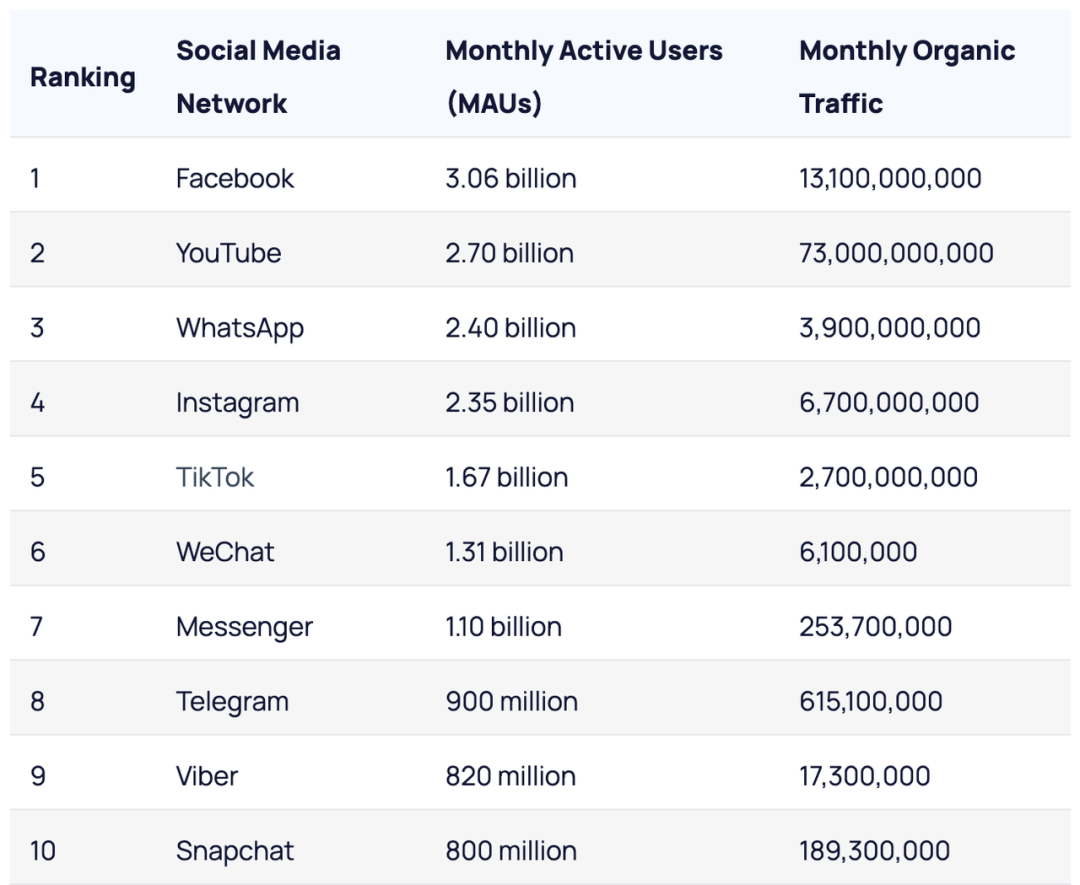 Ranking Social Media Network Monthly Active Users (MAUs) Monthly Organic Traffic
1 Facebook 3.06 billion 13,100,000,000
2 YouTube 2.70 billion 73,000,000,000
3 WhatsApp 2.40 billion 3,900,000,000
4 Instagram 2.35 billion 6,700,000,000
5 TikTok 1.67 billion 2,700,000,000
6 WeChat 1.31 billion 6,100,000
7 Messenger 1.10 billion 253,700,000
8 Telegram 900 million 615,100,000
9 Viber 820 million 17,300,000
10 Snapchat 800 million 189,300,000